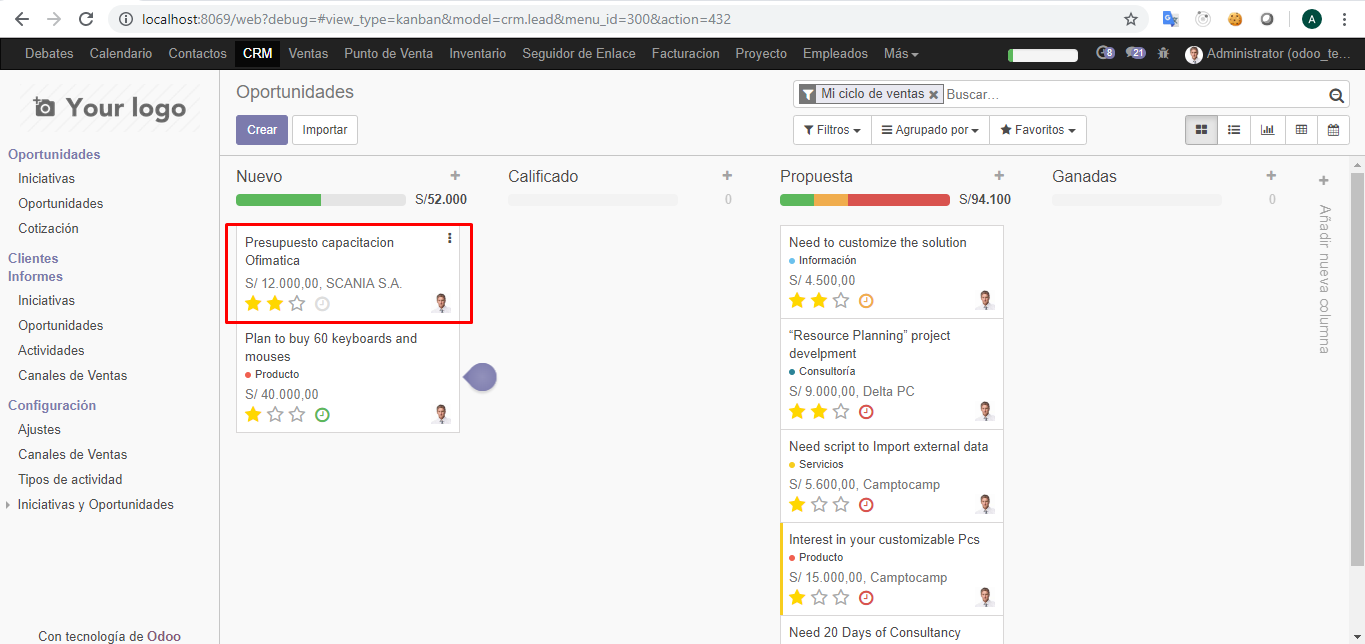 localhost:8069/web?debug=#view_type=kanban&model=crm.lead&menu_id=300&action=432
A
Debates Calendario Contactos CRM Ventas Punto de Venta Inventario Seguidor de Enlace Facturacion Proyecto Empleados Más
8 21 Administrator (odoo_te...
Your logo
Oportunidades
Iniciativas
Oportunidades
Cotización
Clientes
Informes
Iniciativas
Oportunidades
Actividades
Canales de Ventas
Configuración
Ajustes
Canales de Ventas
Tipos de actividad
Iniciativas y Oportunidades
Con tecnología de Odoo
Oportunidades
Mi ciclo de ventas × Buscar...
Crear Importar
Filtros Agrupado por Favoritos
Nuevo +
S/52.000
Presupuesto capacitacion
Ofimatica
S/ 12.000,00, SCANIA S.A.
Plan to buy 60 keyboards and
mouses
Producto
S/ 40.000,00
Calificado +
0
Propuesta +
S/94.100
Need to customize the solution
Información
S/ 4.500,00
“Resource Planning” project
develpment
Consultoría
S/ 9.000,00, Delta PC
Need script to Import external data
Servicios
S/ 5.600,00, Camptocamp
Interest in your customizable Pcs
Producto
S/ 15.000,00, Camptocamp
Need 20 Days of Consultancy
Ganadas +
0
+
Añadir nueva columna